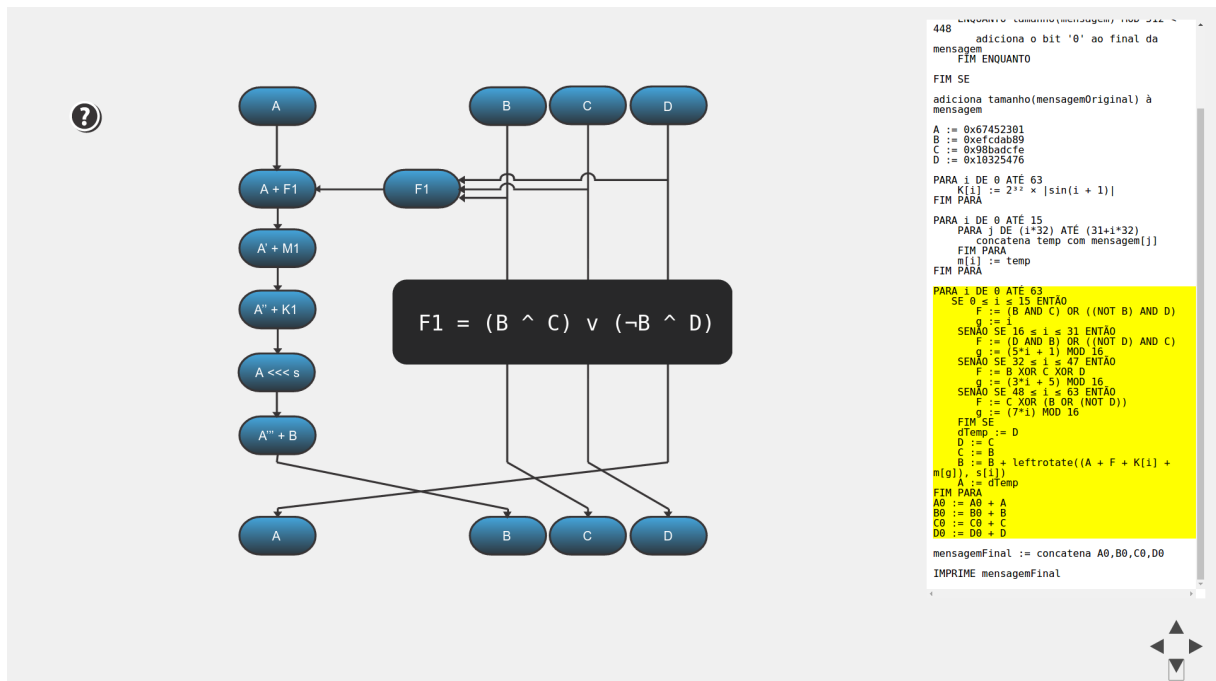 ?
A
B
C
D
A + F1
F1
A' + M1
A'' + K1
A <<< s
A''' + B
F1 = (B ^ C) v (¬B ^ D)
A
B
C
D
448
adiciona o bit '0' ao final da
mensagem
FIM ENQUANTO
FIM SE
adiciona tamanho(mensagemOriginal) à
mensagem
A := 0x67452301
B := 0xefcdab89
C := 0x98badcfe
D := 0x10325476
PARA i DE 0 ATÉ 63
K[i] := 2³² × |sin(i + 1)|
FIM PARA
PARA i DE 0 ATÉ 15
PARA j DE (i*32) ATÉ (31+i*32)
concatena temp com mensagem[j]
FIM PARA
m[i] := temp
FIM PARA
PARA i DE 0 ATÉ 63
SE 0 ≤ i ≤ 15 ENTÃO
F := (B AND C) OR ((NOT B) AND D)
g := i
SENÃO SE 16 ≤ i ≤ 31 ENTÃO
F := (D AND B) OR ((NOT D) AND C)
g := (5*i + 1) MOD 16
SENÃO SE 32 ≤ i ≤ 47 ENTÃO
F := B XOR C XOR D
g := (3*i + 5) MOD 16
SENÃO SE 48 ≤ i ≤ 63 ENTÃO
F := C XOR (B OR (NOT D))
g := (7*i) MOD 16
FIM SE
dTemp := D
D := C
C := B
B := B + leftrotate((A + F + K[i] +
m[g]), s[i])
A := dTemp
FIM PARA
A0 := A0 + A
B0 := B0 + B
C0 := C0 + C
D0 := D0 + D
mensagemFinal := concatena A0,B0,C0,D0
IMPRIME mensagemFinal